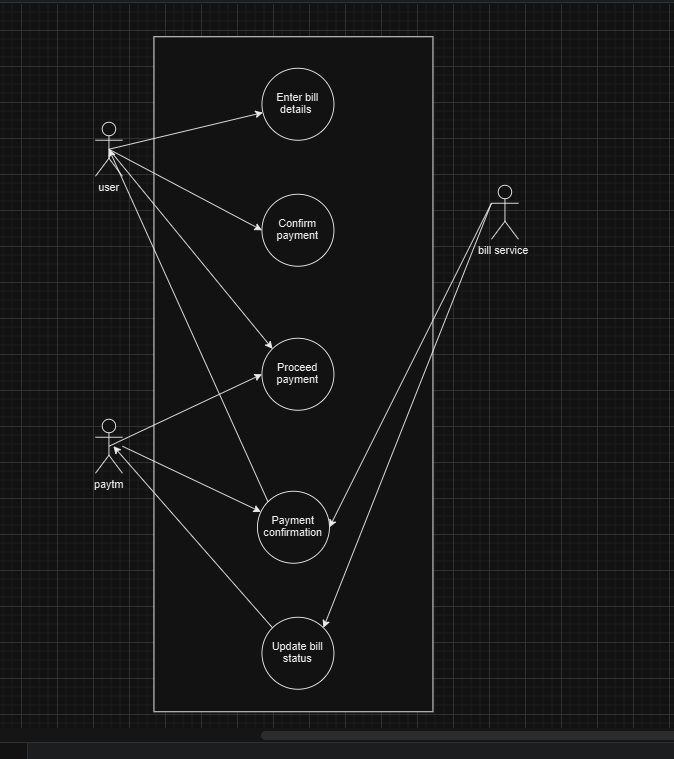 Enter bill
details
user
Confirm
payment
bill service
Proceed
payment
paytm
Payment
confirmation
Update bill
status